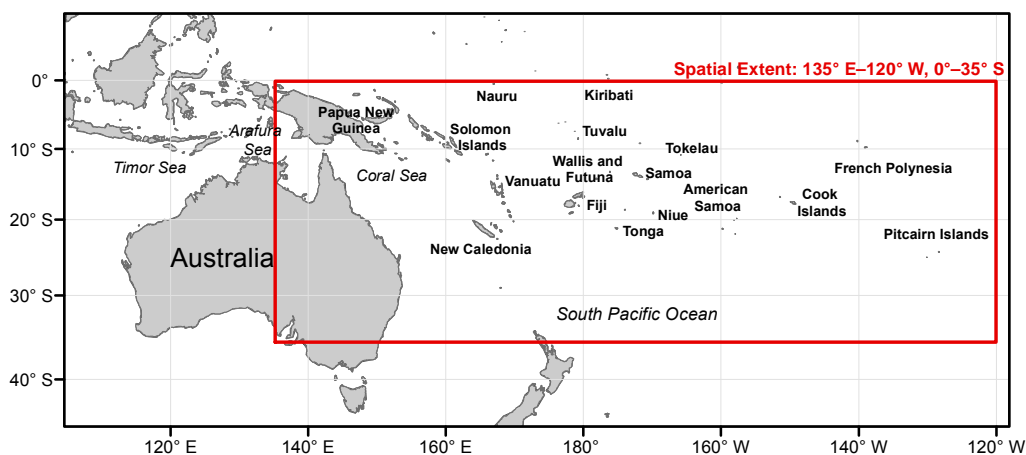 Spatial Extent: 135° E–120° W, 0°–35° S
0°
10° S
20° S
30° S
40° S
Nauru
Kiribati
Papua New
Guinea
Solomon
Islands
Tuvalu
Arafura
Sea
Timor Sea
Coral Sea
Tokelau
Wallis and
Futuna
Samoa
French Polynesia
Vanuatu
American
Samoa
Cook
Islands
Fiji
Niue
Tonga
Pitcairn Islands
New Caledonia
Australia
South Pacific Ocean
120° E
140° E
160° E
180°
160° W
140° W
120° W